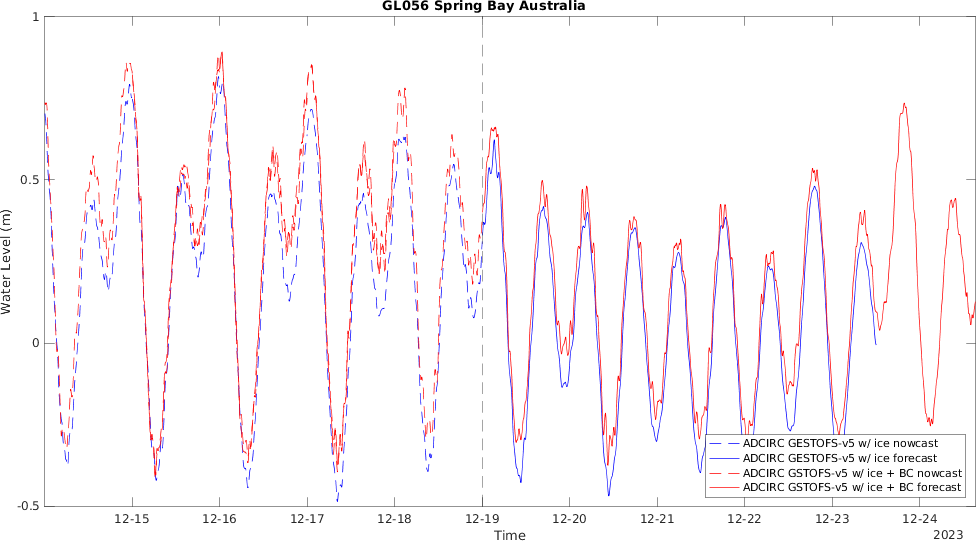 GL056 Spring Bay Australia
1
0.5
0
-0.5
Water Level (m)
12-15 12-16 12-17 12-18 12-19 12-20 12-21 12-22 12-23 12-24
Time
2023
ADCIRC GESTOFS-v5 w/ ice nowcast
ADCIRC GESTOFS-v5 w/ ice forecast
ADCIRC GSTOFS-v5 w/ ice + BC nowcast
ADCIRC GSTOFS-v5 w/ ice + BC forecast